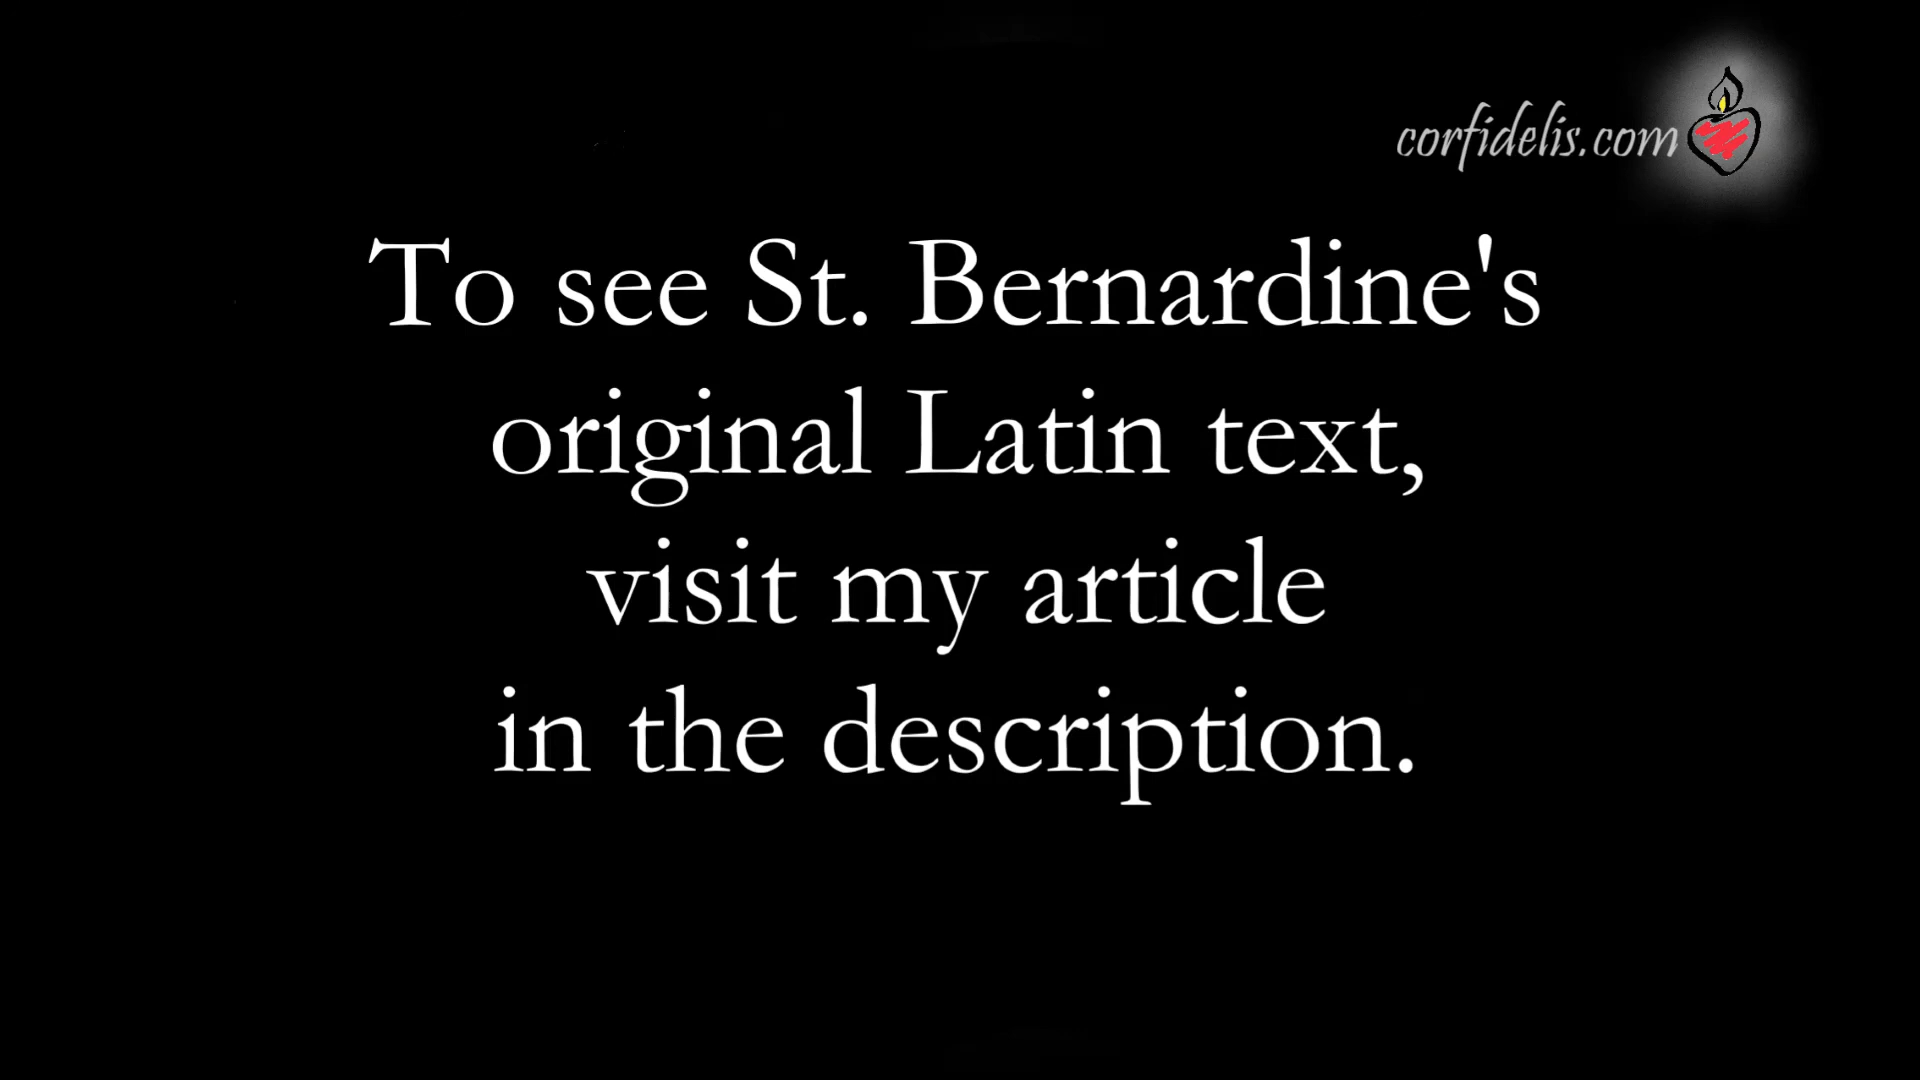 corfidelis.com
To see St. Bernardine's
original Latin text,
visit my article
in the description.